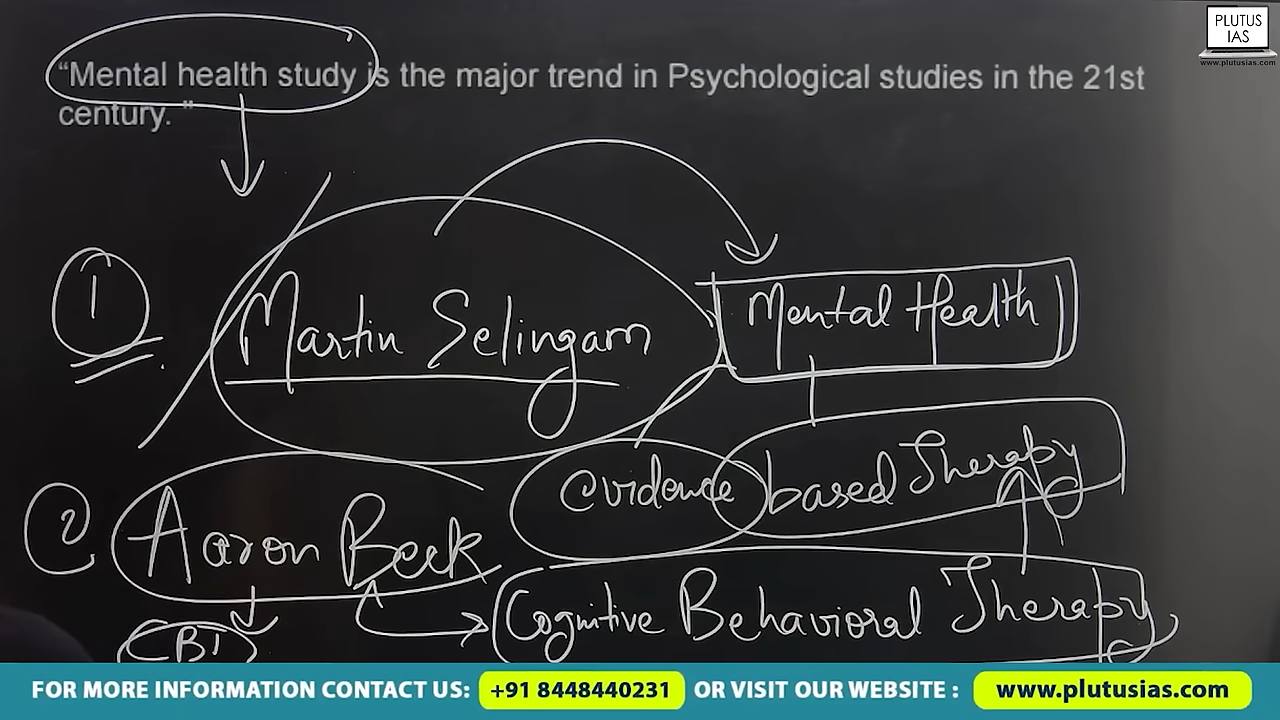 PLUTUS
IAS
www.plutusias.com
“Mental health study is the major trend in Psychological studies in the 21st
century. ”
1
Martin Selingam
Mental Health
evidence based Therapy
2
Aaron Beck
CBT
Cognitive Behavioral Therapy
FOR MORE INFORMATION CONTACT US: +91 8448440231 OR VISIT OUR WEBSITE : www.plutusias.com